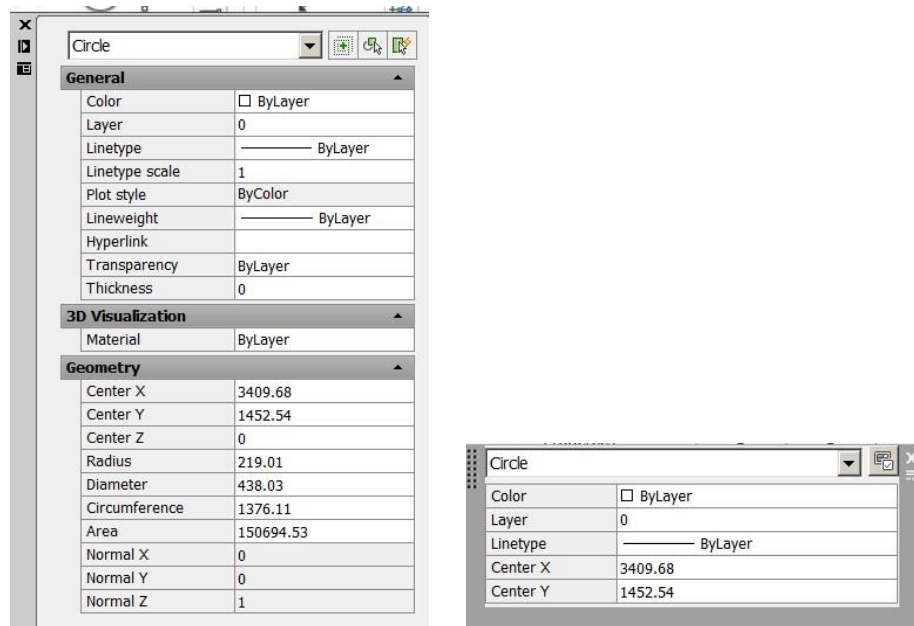 Circle
General
Color ByLayer
Layer 0
Linetype ByLayer
Linetype scale 1
Plot style ByColor
Lineweight ByLayer
Hyperlink
Transparency ByLayer
Thickness 0
3D Visualization
Material ByLayer
Geometry
Center X 3409.68
Center Y 1452.54
Center Z 0
Radius 219.01
Diameter 438.03
Circumference 1376.11
Area 150694.53
Normal X 0
Normal Y 0
Normal Z 1
Circle
Color ByLayer
Layer 0
Linetype ByLayer
Center X 3409.68
Center Y 1452.54